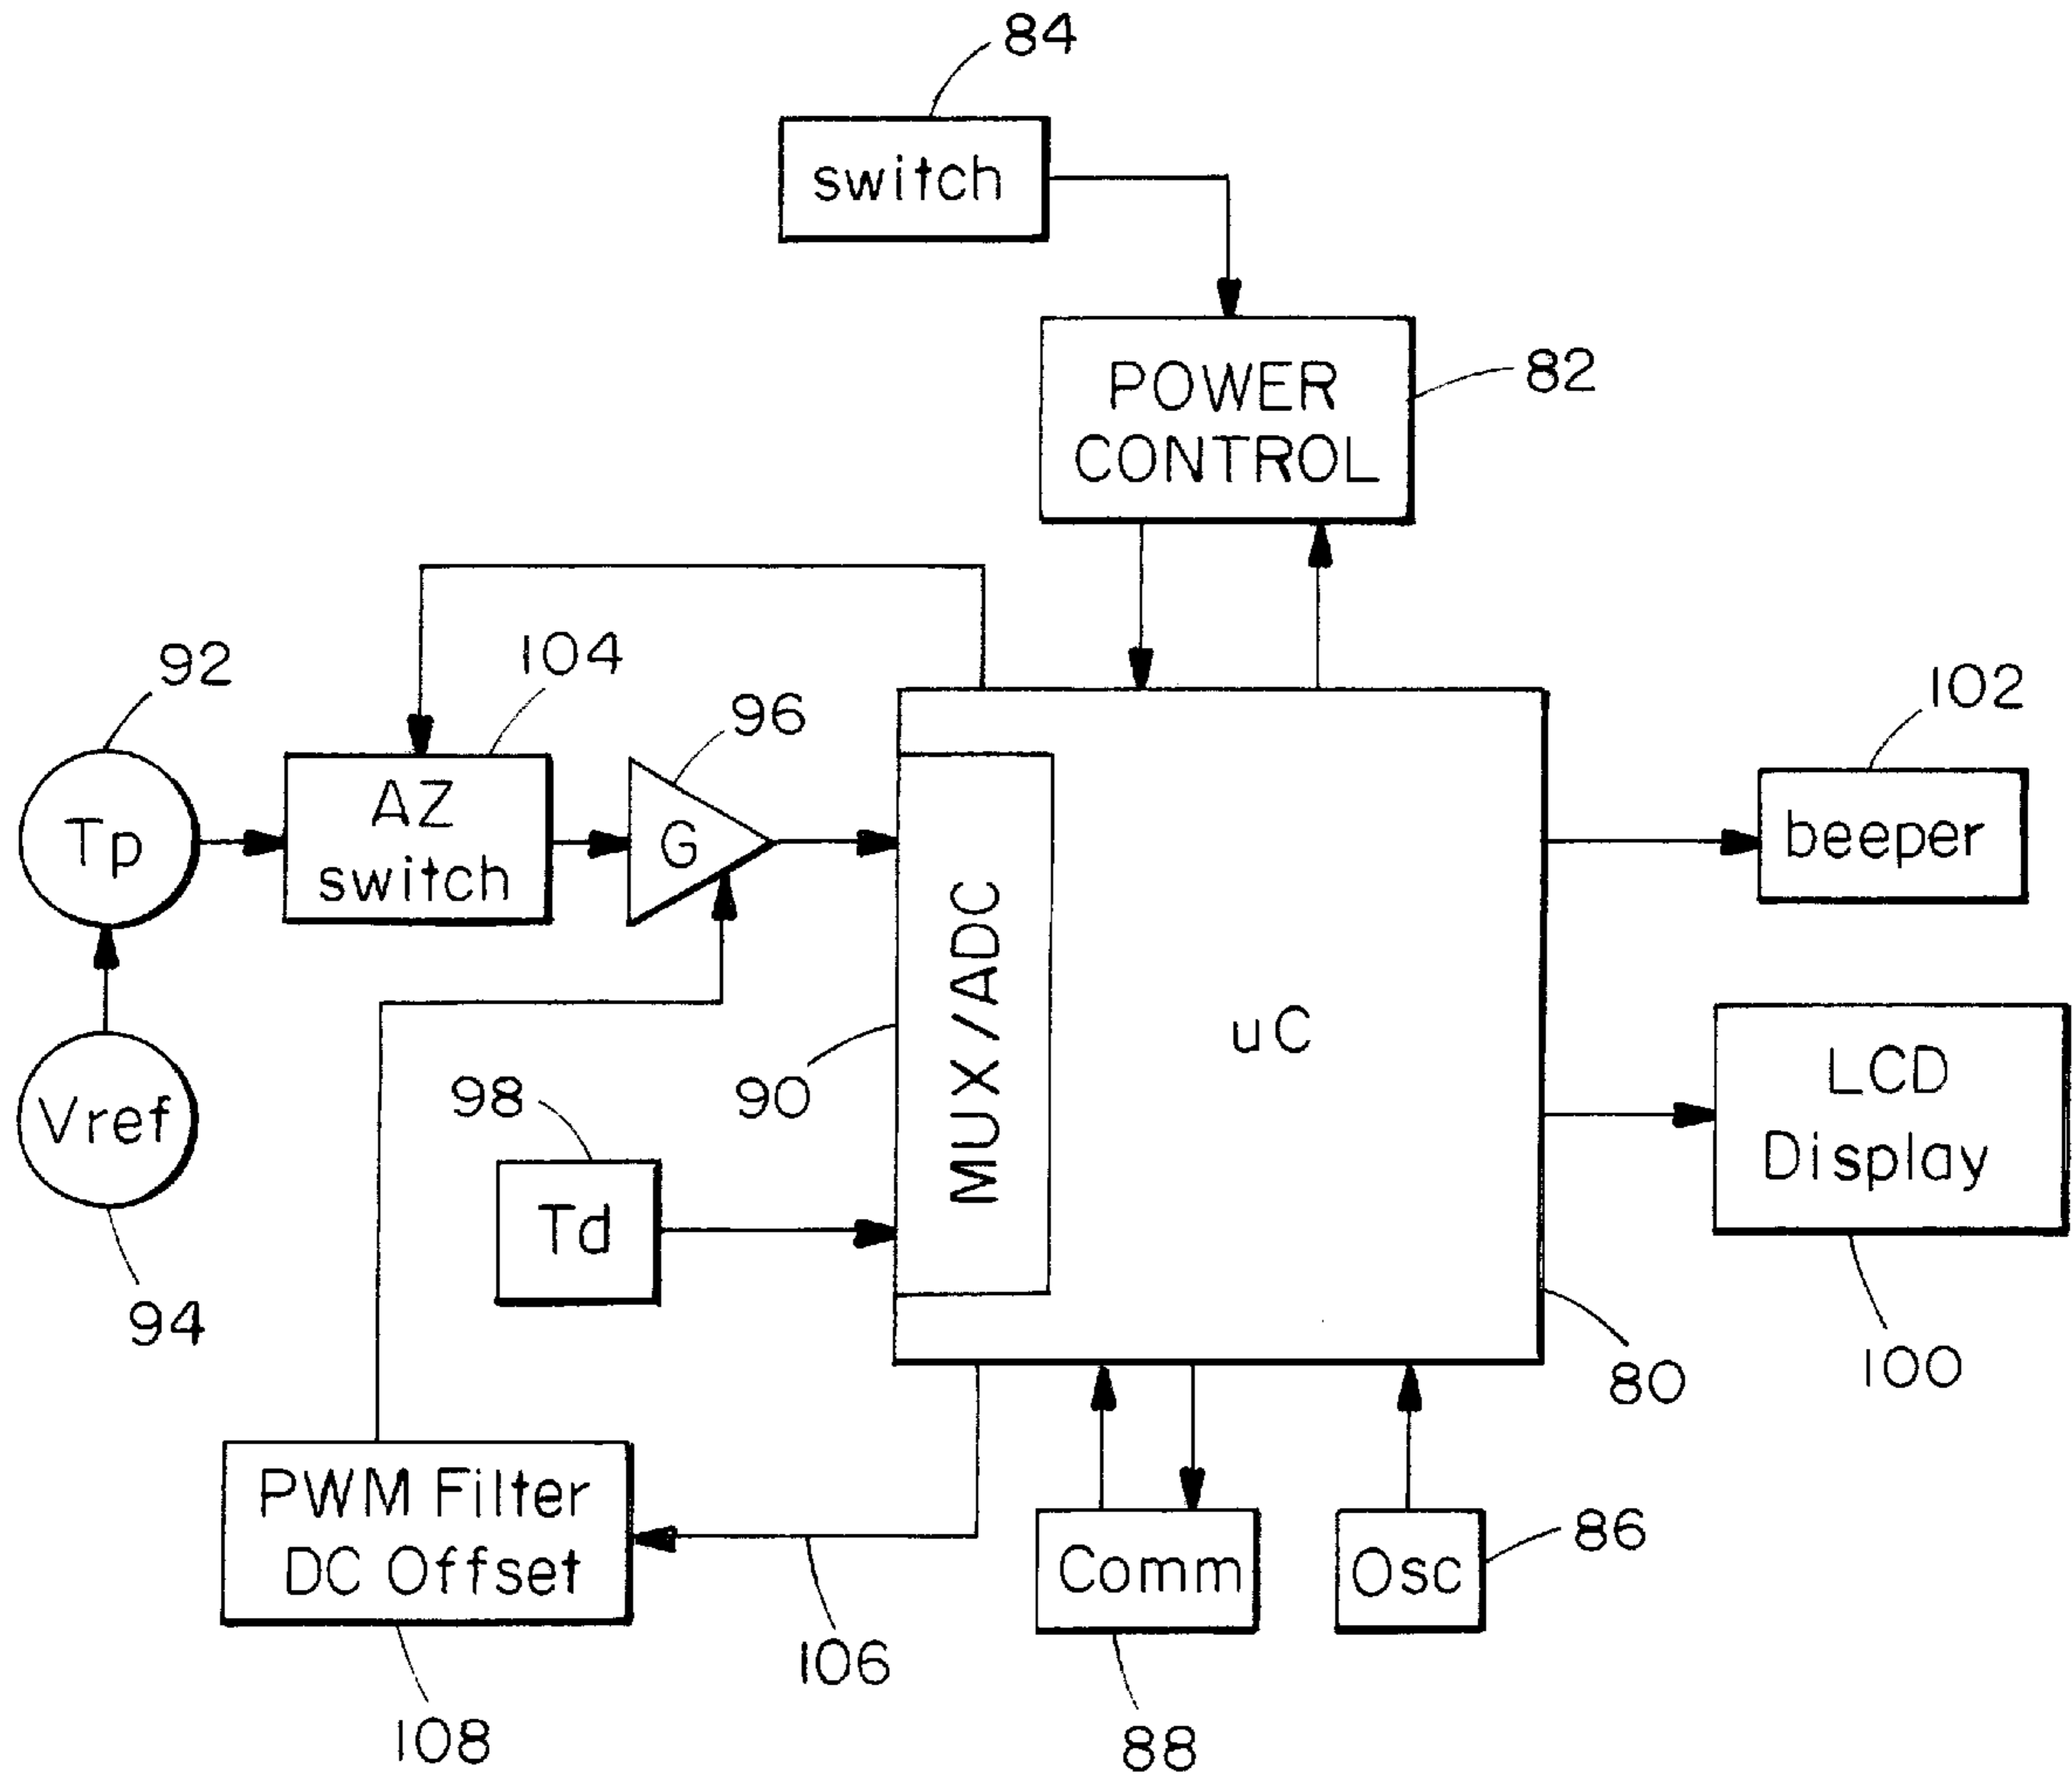 84
switch
POWER
CONTROL
82
92
104
96
102
Tp
AZ
switch
G
beeper
MUX/ADC
uC
Vref
98
90
LCD
Display
Td
94
80
100
PWM Filter
DC Offset
Comm
Osc
86
106
108
88